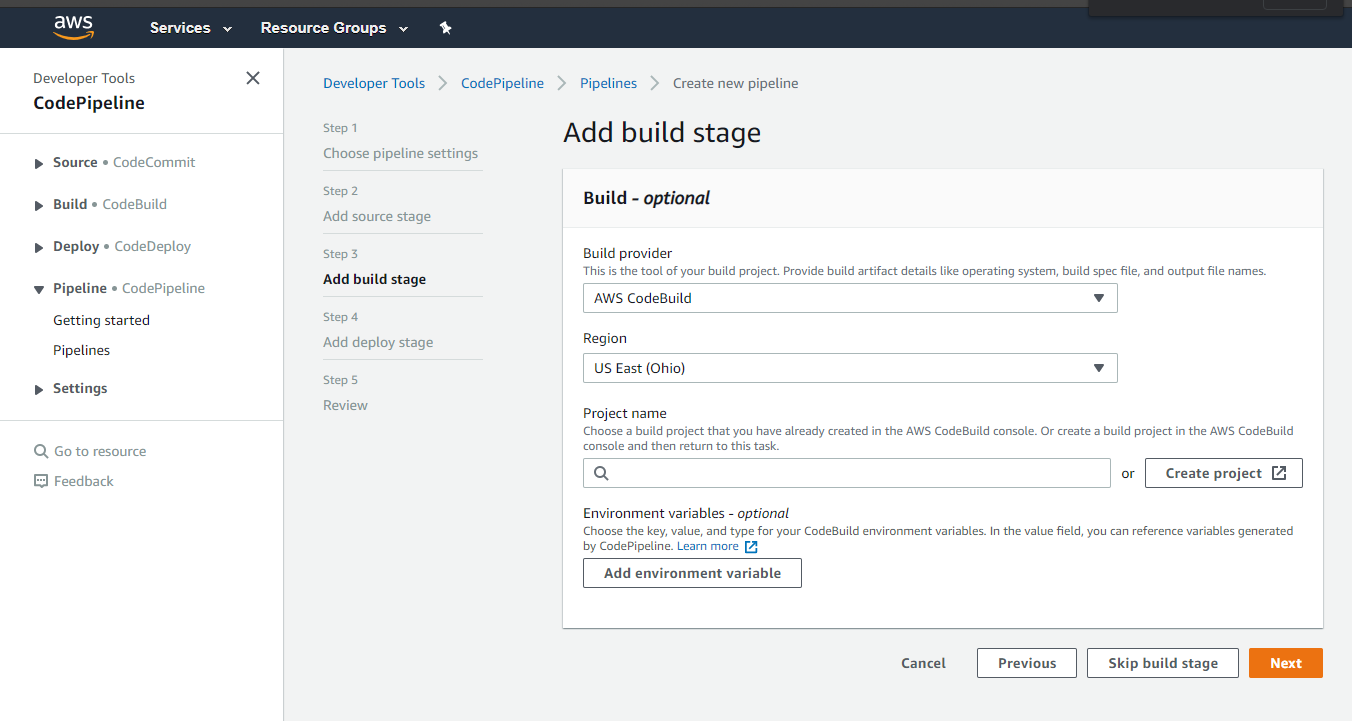 aws
Services
Resource Groups
Developer Tools
CodePipeline
Source • CodeCommit
Build • CodeBuild
Deploy • CodeDeploy
Pipeline • CodePipeline
Getting started
Pipelines
Settings
Go to resource
Feedback
Developer Tools
CodePipeline
Pipelines
Create new pipeline
Step 1
Choose pipeline settings
Step 2
Add source stage
Step 3
Add build stage
Step 4
Add deploy stage
Step 5
Review
Add build stage
Build - optional
Build provider
This is the tool of your build project. Provide build artifact details like operating system, build spec file, and output file names.
AWS CodeBuild
Region
US East (Ohio)
Project name
Choose a build project that you have already created in the AWS CodeBuild console. Or create a build project in the AWS CodeBuild
console and then return to this task.
or
Create project
Environment variables - optional
Choose the key, value, and type for your CodeBuild environment variables. In the value field, you can reference variables generated
by CodePipeline. Learn more
Add environment variable
Cancel
Previous
Skip build stage
Next